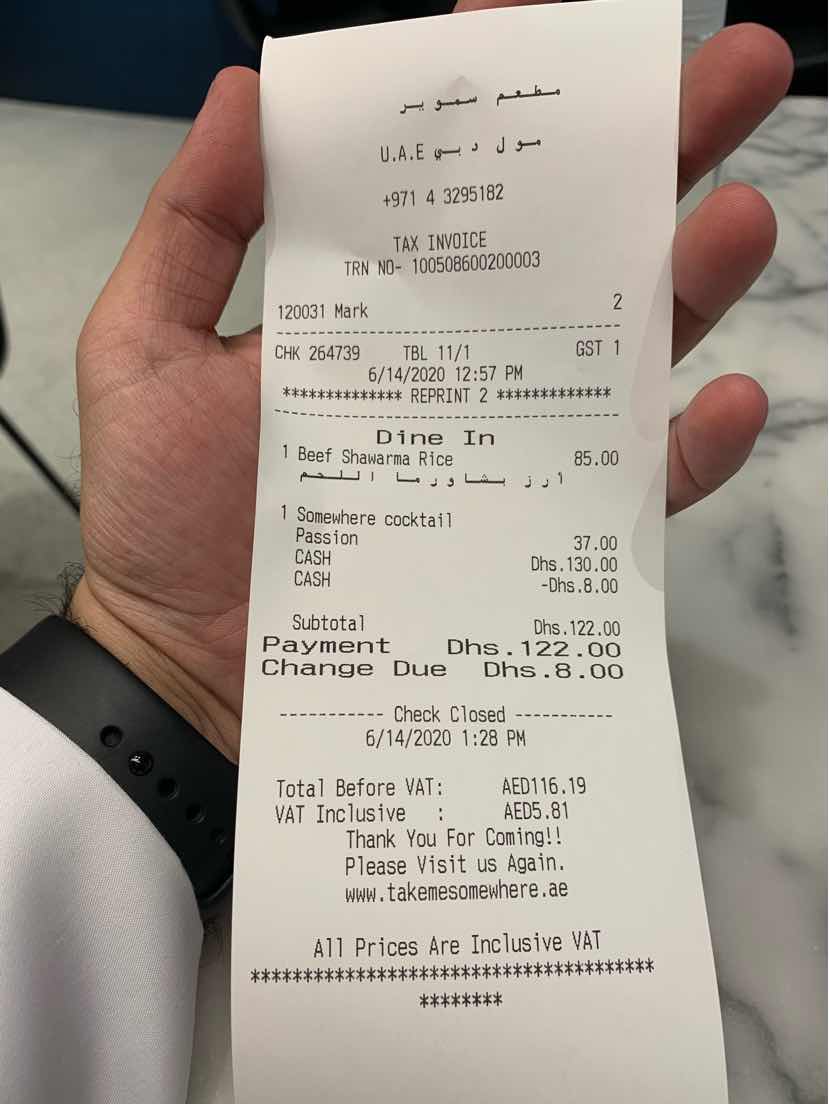 مطعم سموير
مول دبي U.A.E
+971 4 3295182
TAX INVOICE
TRN NO- 100508600200003
120031 Mark 2
--------------------------------------
CHK 264739 TBL 11/1 GST 1
6/14/2020 12:57 PM
************** REPRINT 2 *************
--------------------------------------
Dine In
1 Beef Shawarma Rice 85.00
أرز بشاورما اللحم
1 Somewhere cocktail
Passion 37.00
CASH Dhs.130.00
CASH -Dhs.8.00
Subtotal Dhs.122.00
Payment Dhs.122.00
Change Due Dhs.8.00
----------- Check Closed -----------
6/14/2020 1:28 PM
Total Before VAT: AED116.19
VAT Inclusive : AED5.81
Thank You For Coming!!
Please Visit us Again.
www.takemesomewhere.ae
All Prices Are Inclusive VAT
***************************************
********